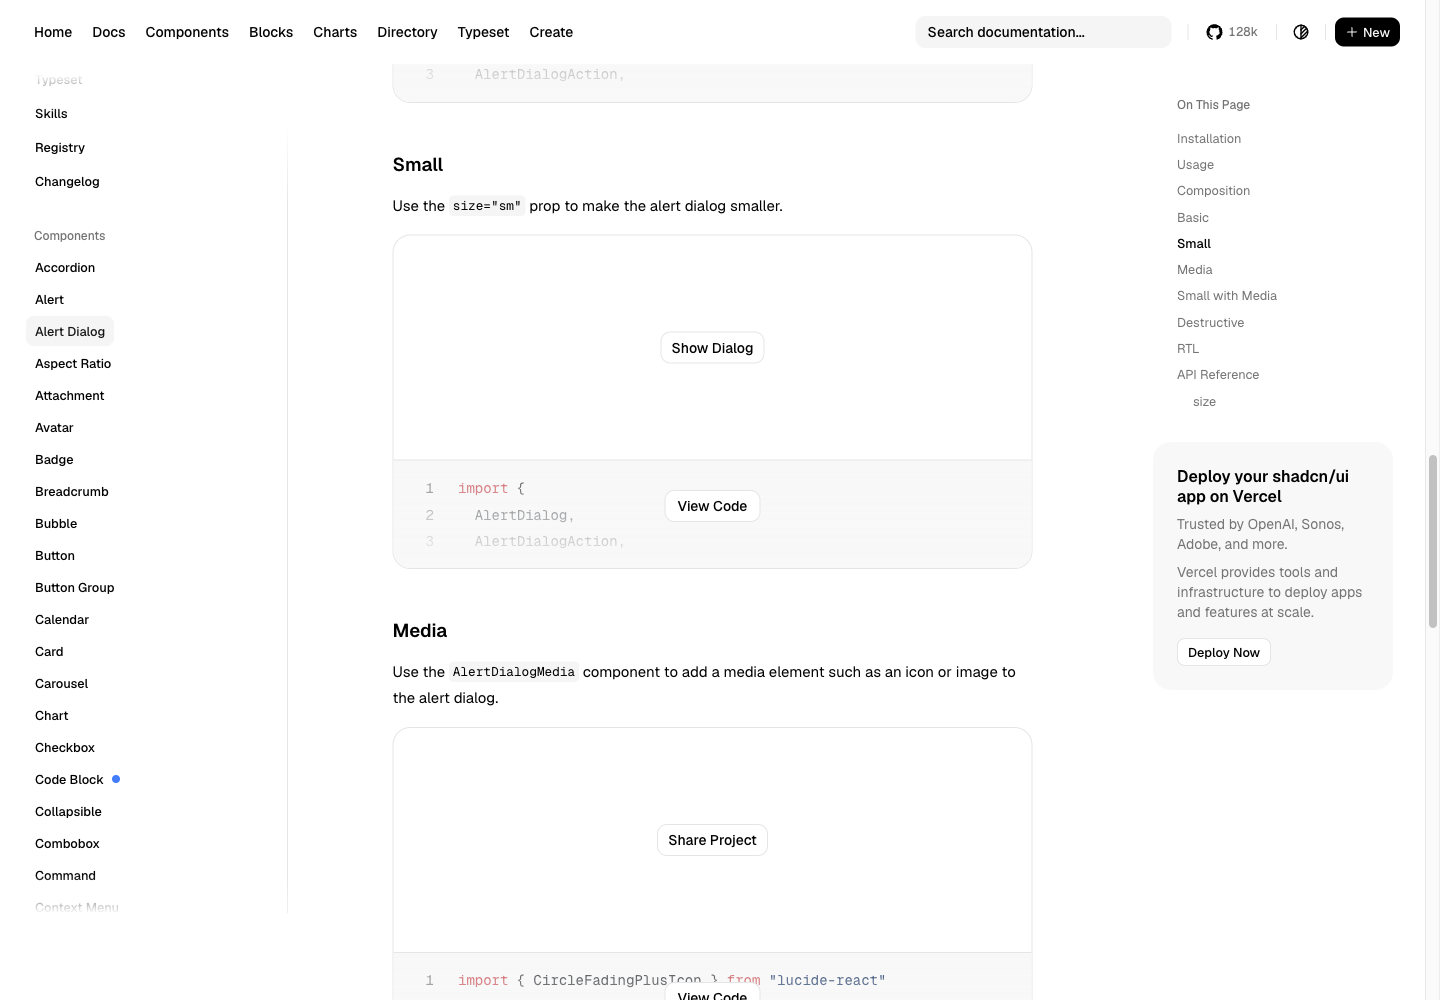 Home Docs Components Blocks Charts Directory Typeset Create
Search documentation...
128k
New
Typeset
Skills
Registry
Changelog
Components
Accordion
Alert
Alert Dialog
Aspect Ratio
Attachment
Avatar
Badge
Breadcrumb
Bubble
Button
Button Group
Calendar
Card
Carousel
Chart
Checkbox
Code Block
Collapsible
Combobox
Command
Context Menu
3 AlertDialogAction,
Small
Use the size="sm" prop to make the alert dialog smaller.
Show Dialog
1 import {
2 AlertDialog,
3 AlertDialogAction,
View Code
Media
Use the AlertDialogMedia component to add a media element such as an icon or image to
the alert dialog.
Share Project
1 import { CircleFadingPlusIcon } from "lucide-react"
View Code
On This Page
Installation
Usage
Composition
Basic
Small
Media
Small with Media
Destructive
RTL
API Reference
size
Deploy your shadcn/ui
app on Vercel
Trusted by OpenAI, Sonos,
Adobe, and more.
Vercel provides tools and
infrastructure to deploy apps
and features at scale.
Deploy Now